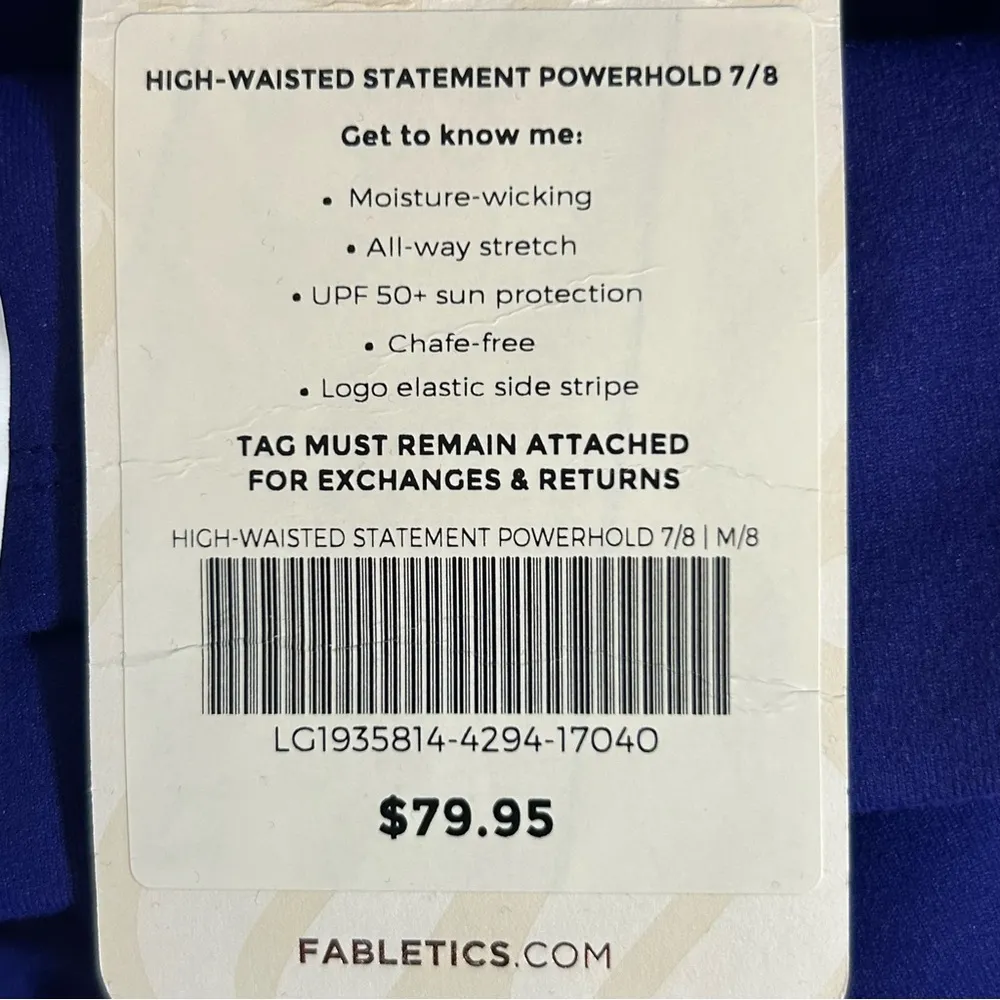 HIGH-WAISTED STATEMENT POWERHOLD 7/8
Get to know me:
• Moisture-wicking
• All-way stretch
• UPF 50+ sun protection
• Chafe-free
• Logo elastic side stripe
TAG MUST REMAIN ATTACHED
FOR EXCHANGES & RETURNS
HIGH-WAISTED STATEMENT POWERHOLD 7/8 | M/8
LG1935814-4294-17040
$79.95
FABLETICS.COM